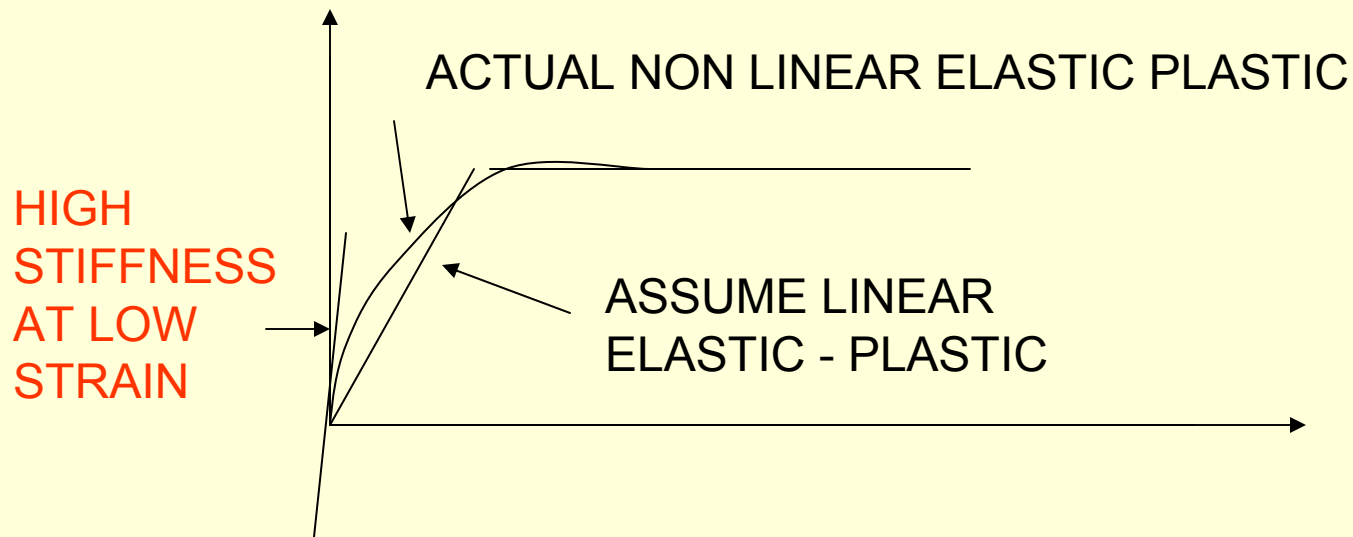 ACTUAL NON LINEAR ELASTIC PLASTIC
HIGH
STIFFNESS
AT LOW
STRAIN
ASSUME LINEAR
ELASTIC - PLASTIC